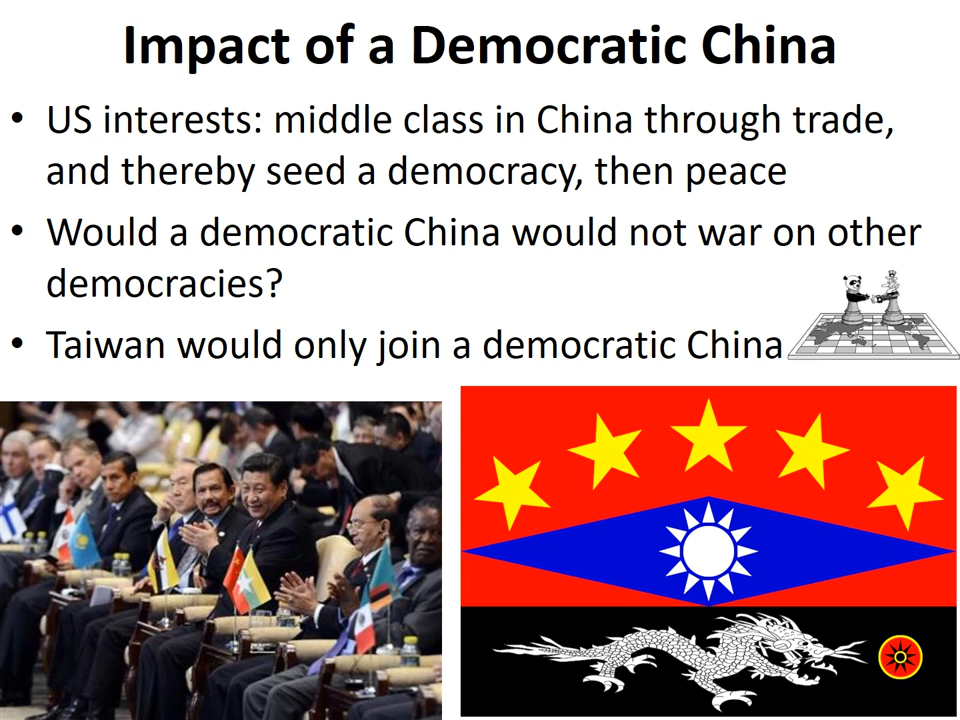 Impact of a Democratic China
• US interests: middle class in China through trade,
and thereby seed a democracy, then peace
• Would a democratic China would not war on other
democracies?
• Taiwan would only join a democratic China